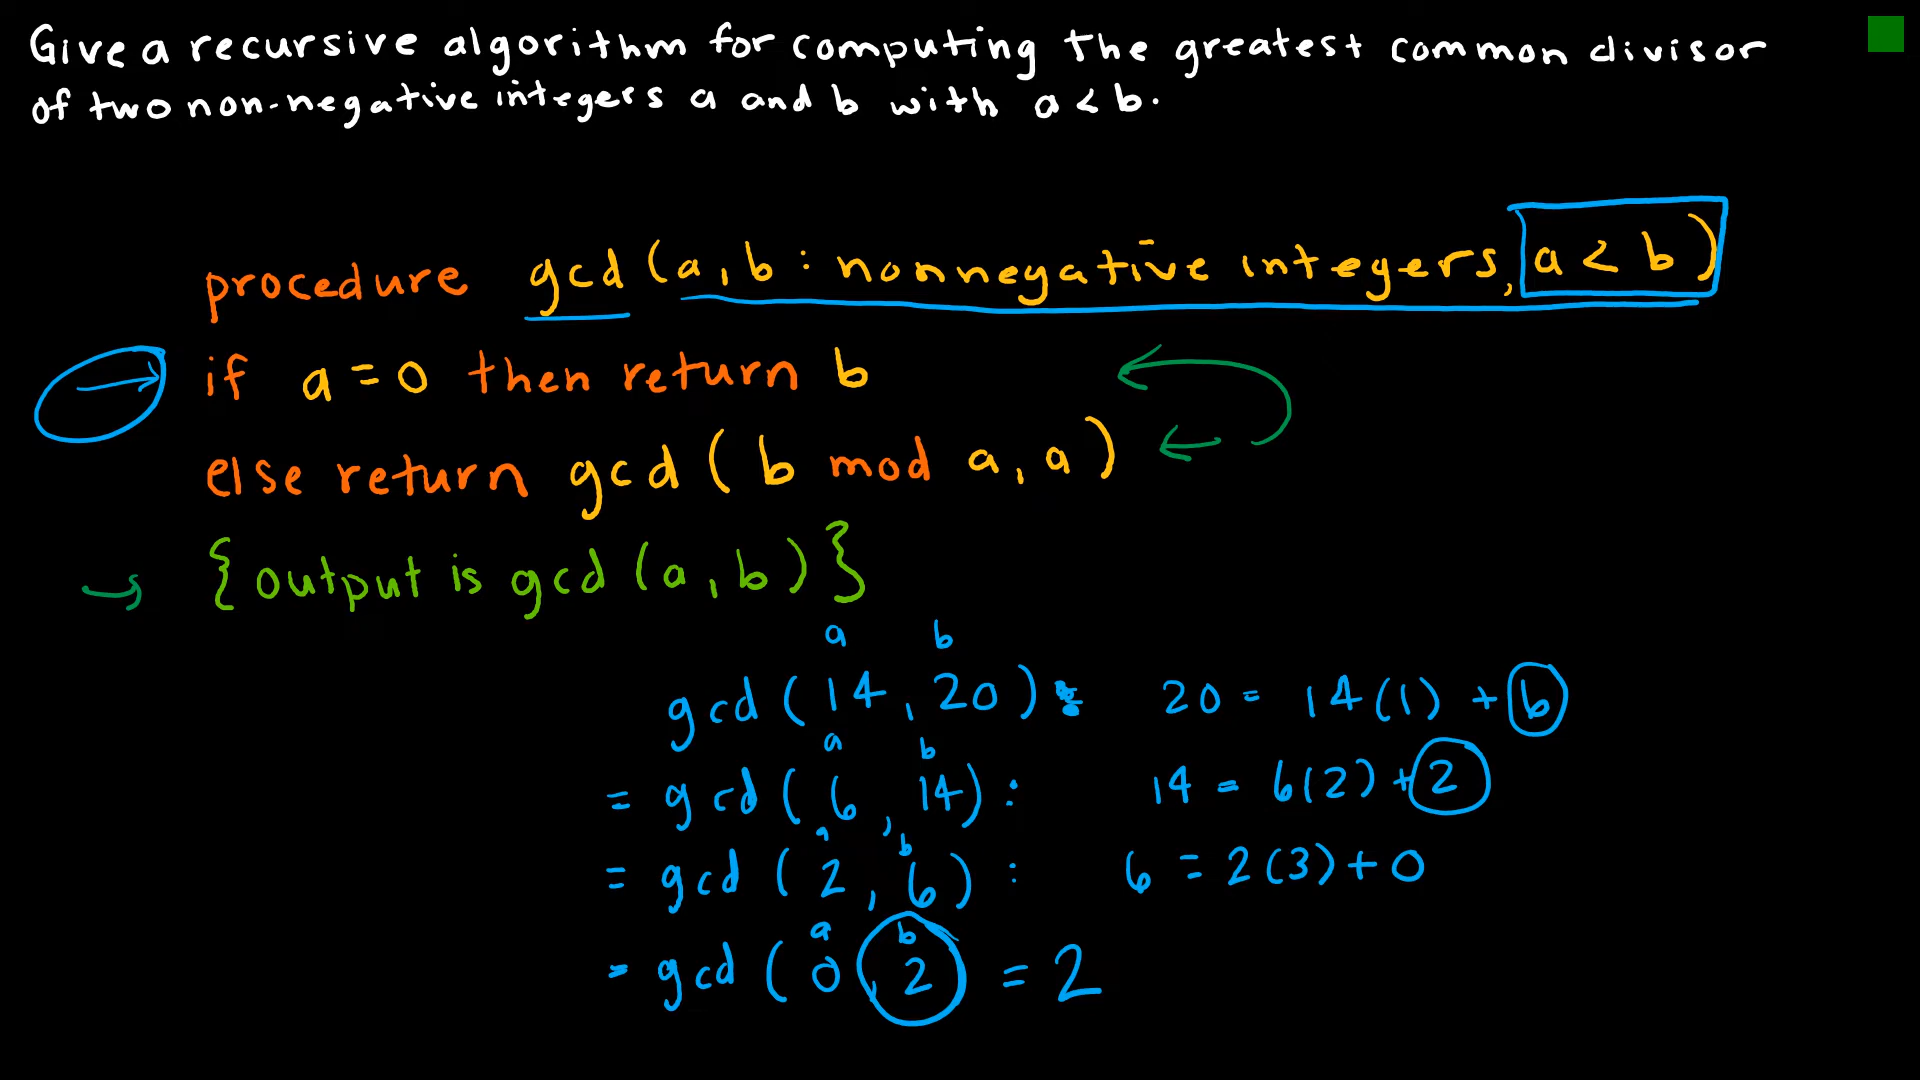 Give a recursive algorithm for computing the greatest common divisor
of two non-negative integers a and b with a < b.
procedure gcd (a, b : nonnegative integers, a < b)
if a = 0 then return b
else return gcd ( b mod a, a )
{output is gcd (a, b)}
a b
gcd ( 14, 20 ) : 20 = 14(1) + 6
a b
= gcd ( 6, 14) : 14 = 6(2) + 2
a b
= gcd ( 2, 6) : 6 = 2(3) + 0
a b
= gcd ( 0, 2 = 2